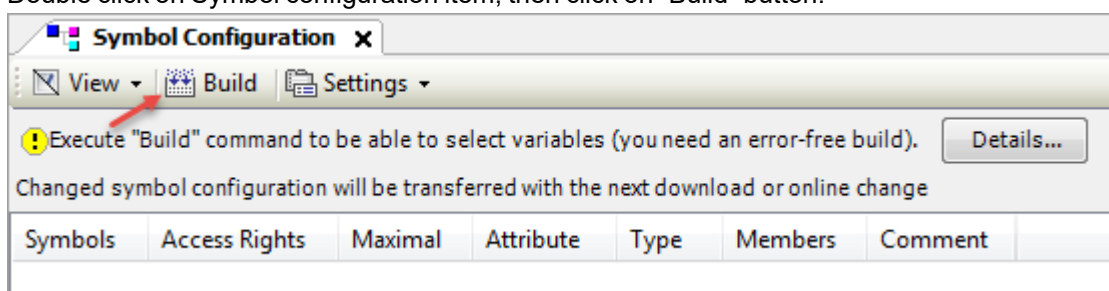 Double click on Symbol configuration item, then click on "Build" button.
Symbol Configuration x
View Build Settings
Execute "Build" command to be able to select variables (you need an error-free build). Details...
Changed symbol configuration will be transferred with the next download or online change
Symbols Access Rights Maximal Attribute Type Members Comment